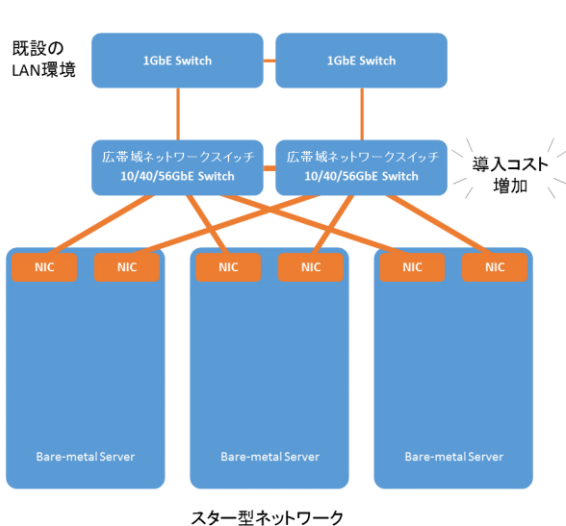 既設の
LAN環境
1GbE Switch
1GbE Switch
広帯域ネットワークスイッチ
10/40/56GbE Switch
広帯域ネットワークスイッチ
10/40/56GbE Switch
導入コスト
増加
NIC
NIC
NIC
NIC
NIC
NIC
Bare-metal Server
Bare-metal Server
Bare-metal Server
スター型ネットワーク